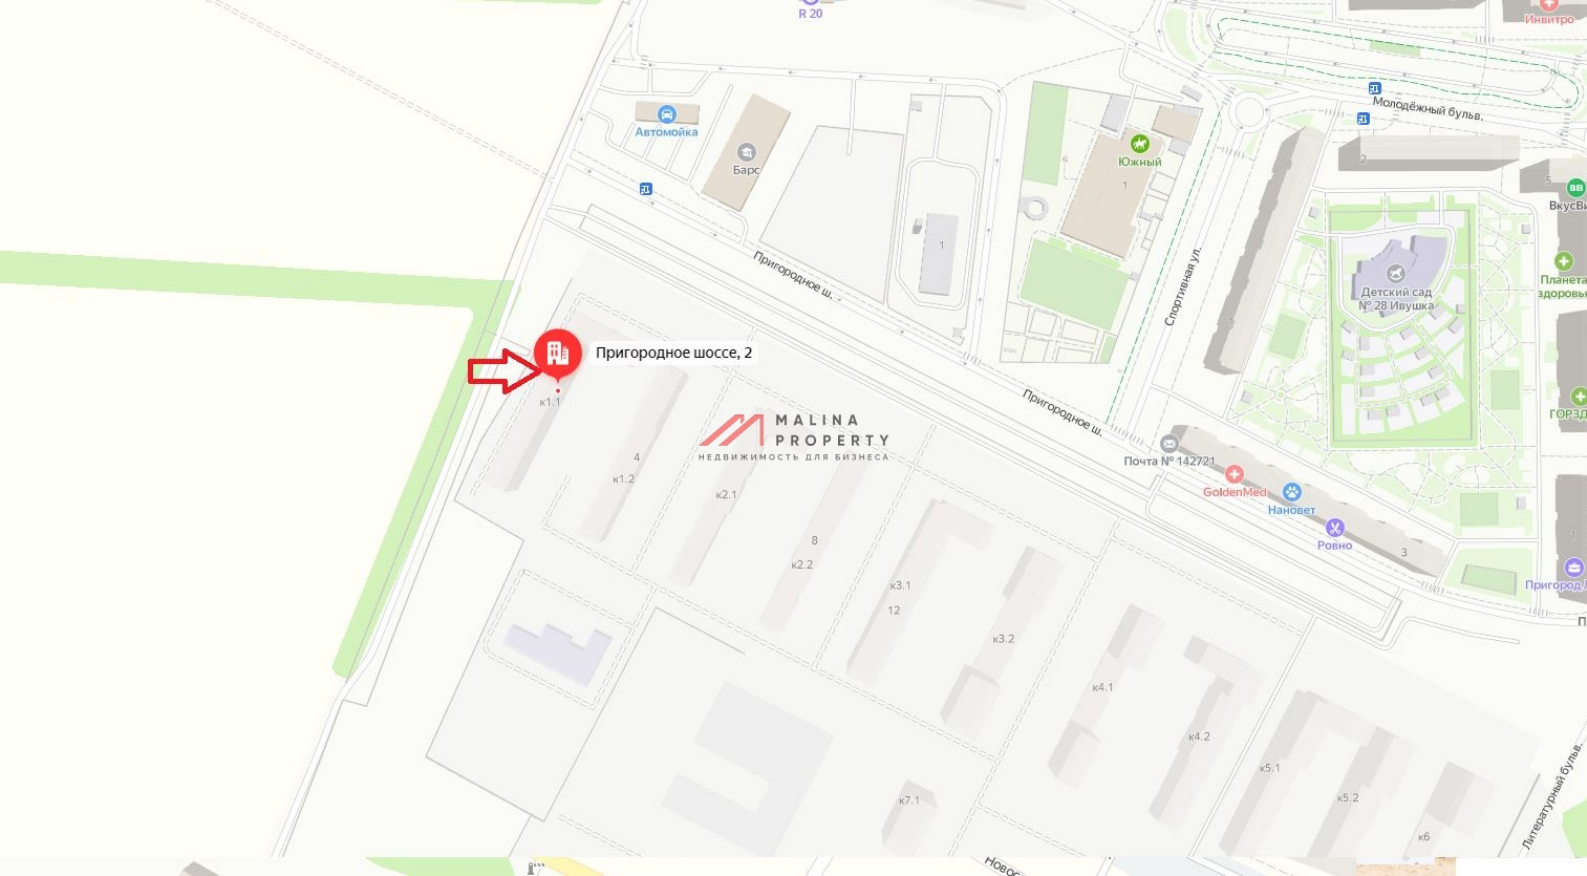 R 20
Инвитро
Молодёжный бульв.
Автомойка
Барс
Южный
1
2
5
ВкусВи
1
Пригородное ш.
Спортивная ул.
Детский сад
№ 28 Ивушка
Планета
здоровья
Пригородное шоссе, 2
к1.1
Пригородное ш.
ГОРЗД
MALINA
PROPERTY
НЕДВИЖИМОСТЬ ДЛЯ БИЗНЕСА
4
к1.2
Почта № 142721
GoldenMed
Нановет
Ровно
3
1
к2.1
8
к2.2
Пригород
к3.1
12
к3.2
П
к4.1
к4.2
к5.1
к5.2
к7.1
к6
Литературный бульв.
Новос